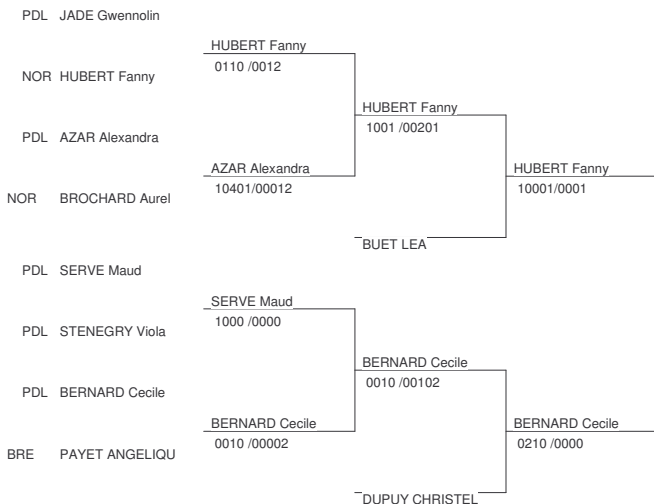 PDL JADE Gwennolin
HUBERT Fanny
0110 /0012
NOR HUBERT Fanny
HUBERT Fanny
1001 /00201
PDL AZAR Alexandra
AZAR Alexandra
10401/00012
HUBERT Fanny
10001/0001
NOR BROCHARD Aurel
BUET LEA
PDL SERVE Maud
SERVE Maud
1000 /0000
PDL STENEGRY Viola
BERNARD Cecile
0010 /00102
PDL BERNARD Cecile
BERNARD Cecile
0010 /00002
BERNARD Cecile
0210 /0000
BRE PAYET ANGELIQU
DUPUY CHRISTEL